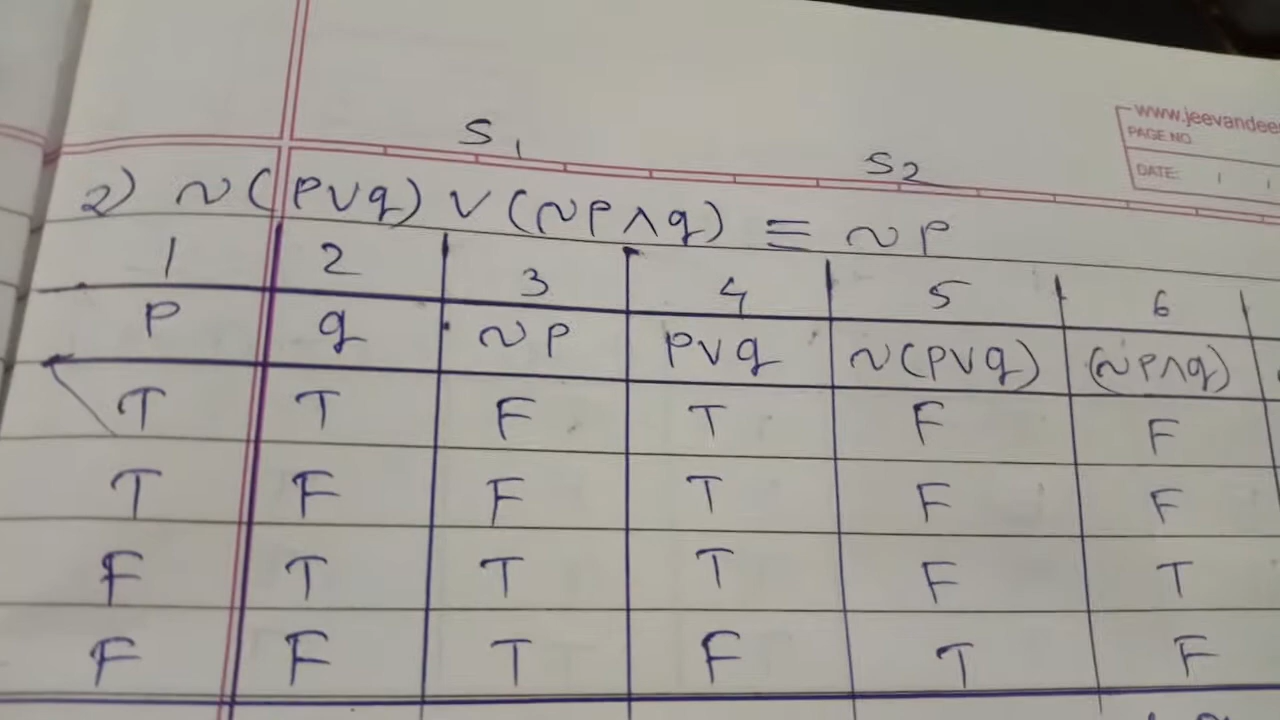 www.jeevandee
PAGE NO.
DATE:
S1 S2
2) ~(P∨q) ∨ (~P∧q) ≡ ~P
1 2 3 4 5 6
P q ~P P∨q ~(P∨q) (~P∧q)
T T F T F F
T F F T F F
F T T T F T
F F T F T F